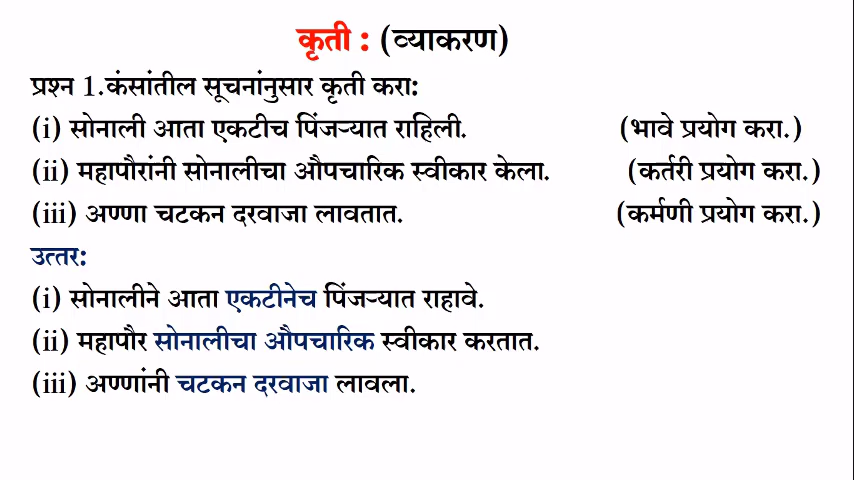 कृती : (व्याकरण)
प्रश्न 1.कंसांतील सूचनांनुसार कृती करा:
(i) सोनाली आता एकटीच पिंजऱ्यात राहिली. (भावे प्रयोग करा.)
(ii) महापौरांनी सोनालीचा औपचारिक स्वीकार केला. (कर्तरी प्रयोग करा.)
(iii) अण्णा चटकन दरवाजा लावतात. (कर्मणी प्रयोग करा.)
उत्तर:
(i) सोनालीने आता एकटीनेच पिंजऱ्यात राहावे.
(ii) महापौर सोनालीचा औपचारिक स्वीकार करतात.
(iii) अण्णांनी चटकन दरवाजा लावला.